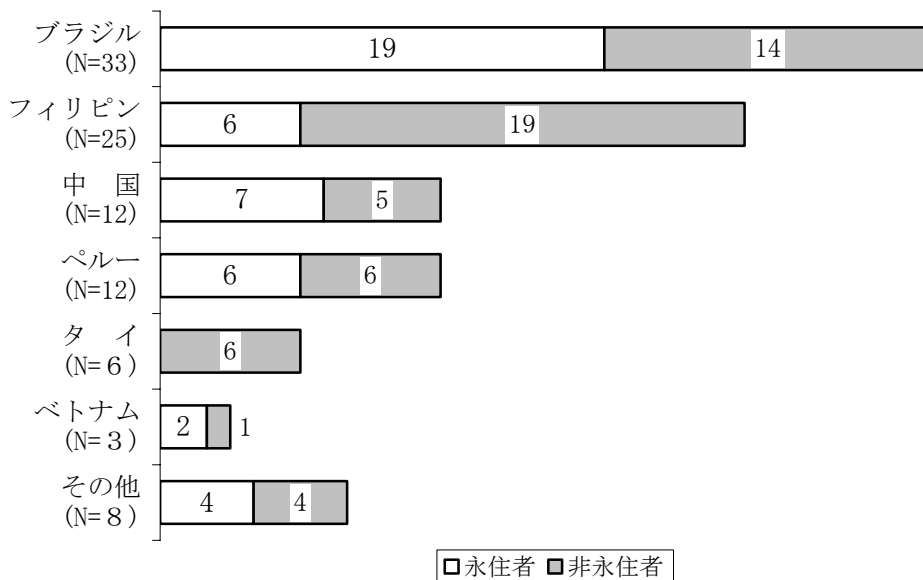 ブラジル
(N=33)
19 14
フィリピン
(N=25)
6 19
中　国
(N=12)
7 5
ペルー
(N=12)
6 6
タ　イ
(N=６)
6
ベトナム
(N=３)
2 1
その他
(N=８)
4 4
永住者 非永住者